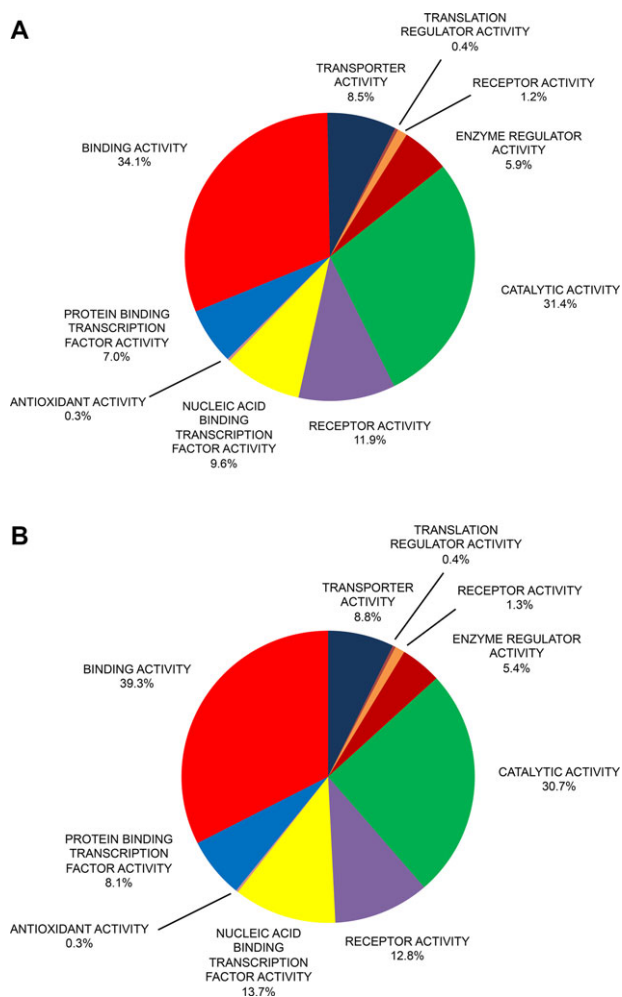 A
TRANSLATION
REGULATOR ACTIVITY
0.4%
TRANSPORTER
ACTIVITY
8.5%
RECEPTOR ACTIVITY
1.2%
ENZYME REGULATOR
ACTIVITY
5.9%
BINDING ACTIVITY
34.1%
CATALYTIC ACTIVITY
31.4%
PROTEIN BINDING
TRANSCRIPTION
FACTOR ACTIVITY
7.0%
ANTIOXIDANT ACTIVITY
0.3%
NUCLEIC ACID
BINDING
TRANSCRIPTION
FACTOR ACTIVITY
9.6%
RECEPTOR ACTIVITY
11.9%
B
TRANSLATION
REGULATOR ACTIVITY
0.4%
TRANSPORTER
ACTIVITY
8.8%
RECEPTOR ACTIVITY
1.3%
ENZYME REGULATOR
ACTIVITY
5.4%
BINDING ACTIVITY
39.3%
CATALYTIC ACTIVITY
30.7%
PROTEIN BINDING
TRANSCRIPTION
FACTOR ACTIVITY
8.1%
ANTIOXIDANT ACTIVITY
0.3%
NUCLEIC ACID
BINDING
TRANSCRIPTION
FACTOR ACTIVITY
13.7%
RECEPTOR ACTIVITY
12.8%